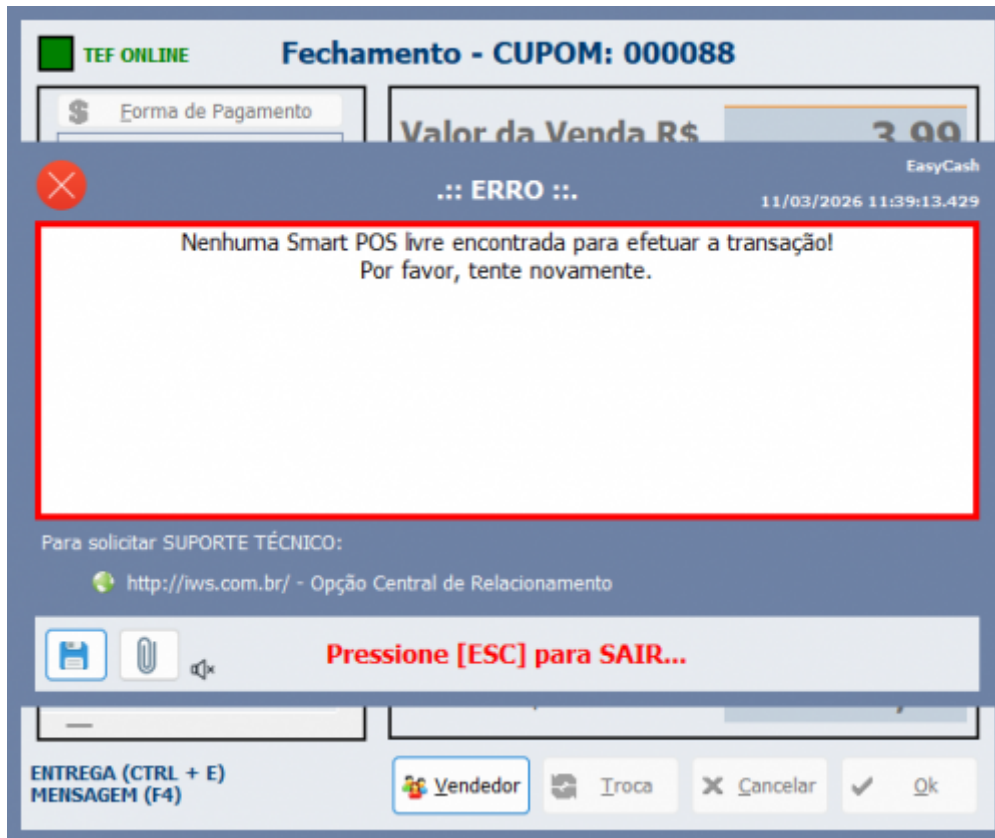 TEF ONLINE
Fechamento - CUPOM: 000088
Forma de Pagamento
Valor da Venda R$
3,99
EasyCash
.:: ERRO ::.
11/03/2026 11:39:13.429
Nenhuma Smart POS livre encontrada para efetuar a transação!
Por favor, tente novamente.
Para solicitar SUPORTE TÉCNICO:
http://iws.com.br/ - Opção Central de Relacionamento
Pressione [ESC] para SAIR...
ENTREGA (CTRL + E)
MENSAGEM (F4)
Vendedor
Troca
Cancelar
Ok